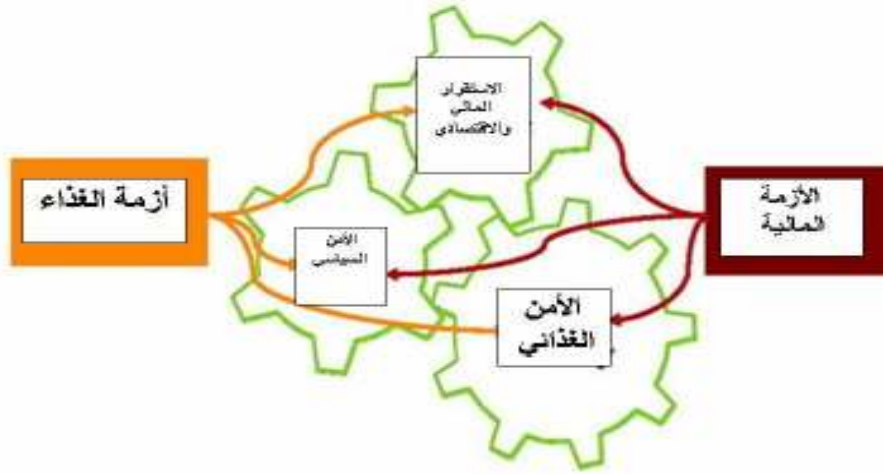 الاستقرار
المالي
والاقتصادي
الأزمة
المالية
أزمة الغذاء
الأمن
السياسي
الأمن
الغذائي